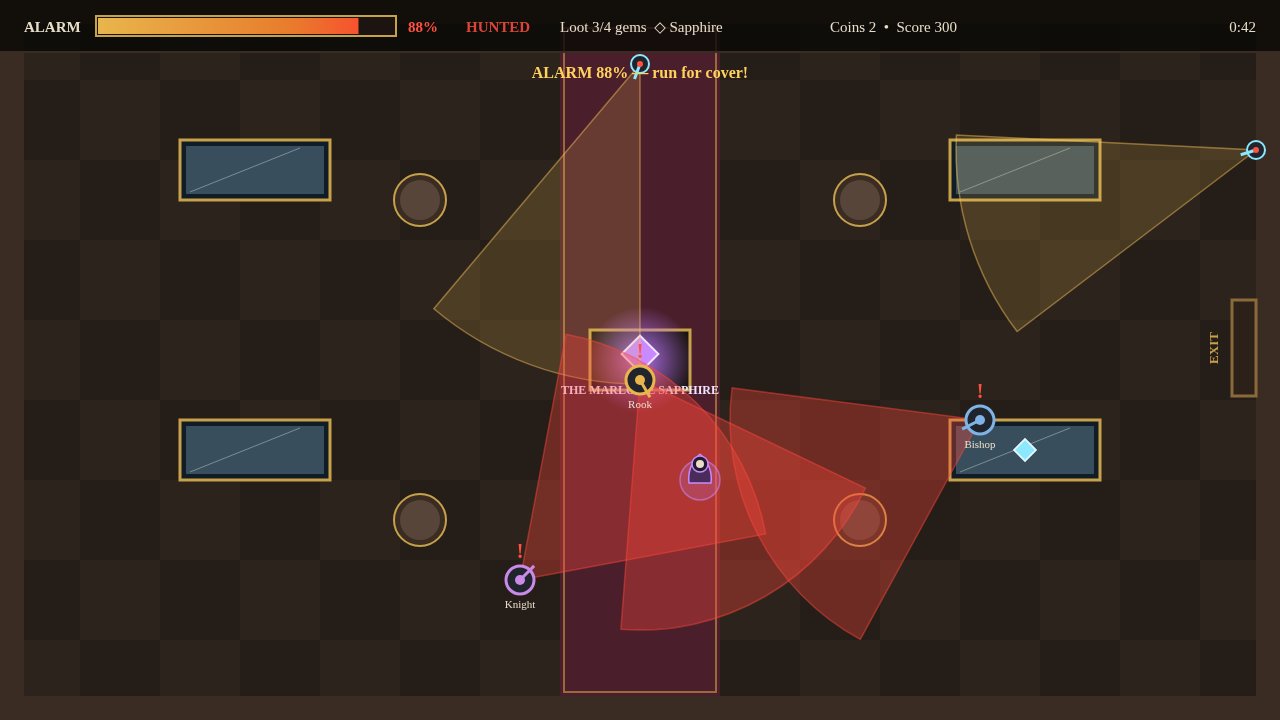 ALARM 88% HUNTED Loot 3/4 gems ◇ Sapphire Coins 2 • Score 300 0:42
ALARM 88% — run for cover!
EXIT
!
THE MARLOWE SAPPHIRE
Rook
!
Bishop
!
Knight